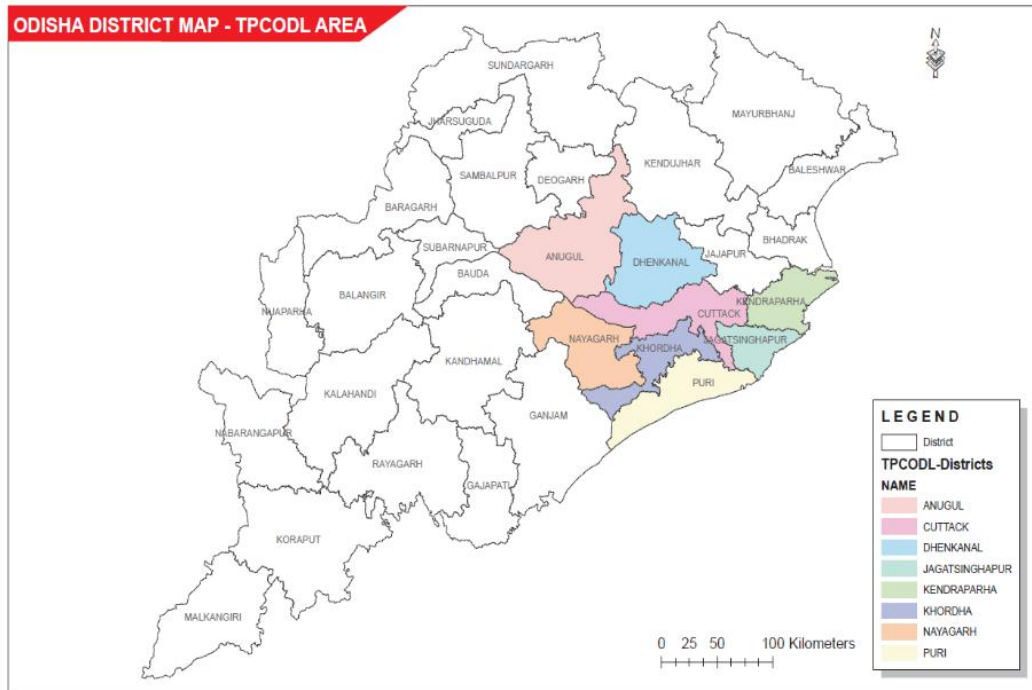 ODISHA DISTRICT MAP - TPCODL AREA
N
SUNDARGARH
MAYURBHANJ
JHARSUGUDA
KENDUJHAR
SAMBALPUR
DEOGARH
BALESHWAR
BARAGARH
SUBARNAPUR
BHADRAK
JAJAPUR
ANUGUL
DHENKANAL
BAUDA
BALANGIR
NUAPARHA
KENDRAPARHA
CUTTACK
NAYAGARH
JAGATSINGHAPUR
KHORDHA
KANDHAMAL
PURI
KALAHANDI
GANJAM
NABARANGAPUR
RAYAGARH
GAJAPATI
KORAPUT
MALKANGIRI
LEGEND
District
TPCODL-Districts
NAME
ANUGUL
CUTTACK
DHENKANAL
JAGATSINGHAPUR
KENDRAPARHA
KHORDHA
NAYAGARH
PURI
0 25 50 100 Kilometers